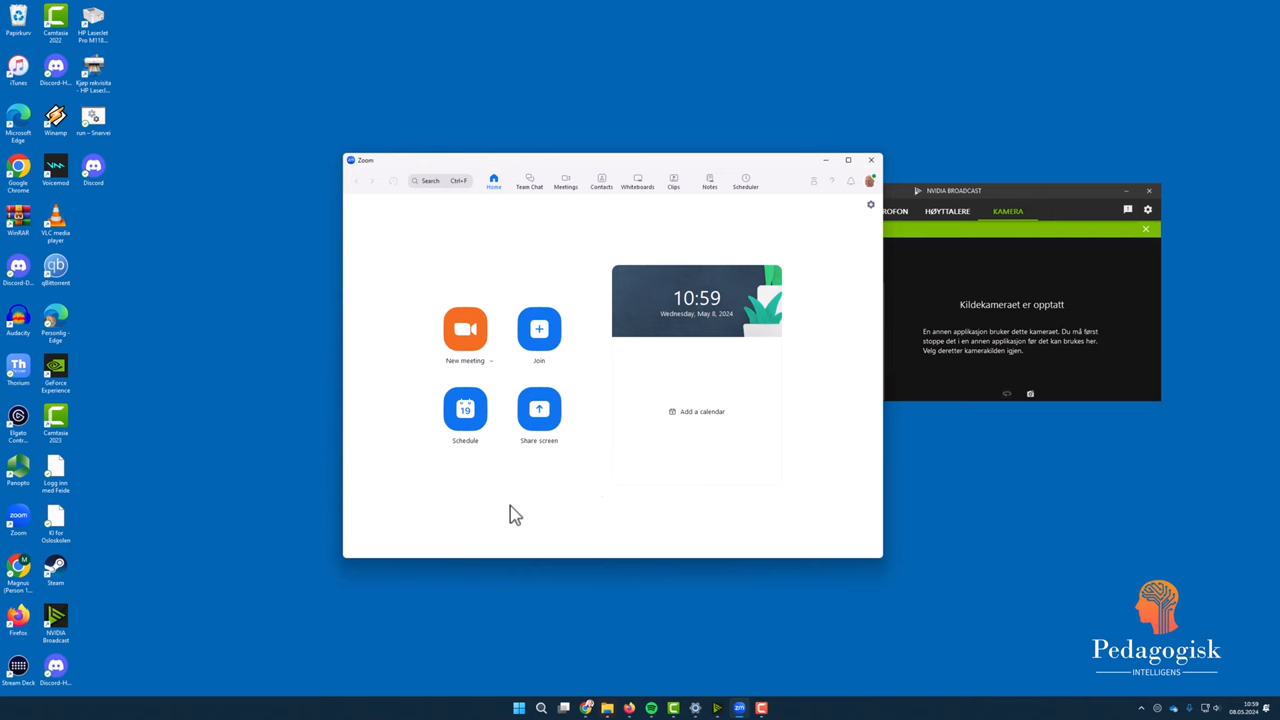 Papirkurv
Camtasia 2022
HP LaserJet Pro M118...
iTunes
Discord-H...
Kjøp rekvisita - HP LaserJ...
Microsoft Edge
Winamp
run – Snarvei
Google Chrome
Voicemod
Discord
WinRAR
VLC media player
Discord-D...
qBittorrent
Audacity
Personlig - Edge
Thorium
GeForce Experience
Elgato Contr...
Camtasia 2023
Panopto
Logg inn med Feide
Zoom
KI for Osloskolen
Magnus (Person 1...
Steam
Firefox
NVIDIA Broadcast
Stream Deck
Discord-H...
Zoom
Search Ctrl+F
Home
Team Chat
Meetings
Contacts
Whiteboards
Clips
Notes
Scheduler
10:59
Wednesday, May 8, 2024
New meeting
Join
19
Schedule
Share screen
Add a calendar
NVIDIA BROADCAST
ROFON HØYTTALERE KAMERA
Kildekameraet er opptatt
En annen applikasjon bruker dette kameraet. Du må først
stoppe det i en annen applikasjon før det kan brukes her.
Velg deretter kamerakilden igjen.
Pedagogisk
INTELLIGENS
10:59
08.05.2024